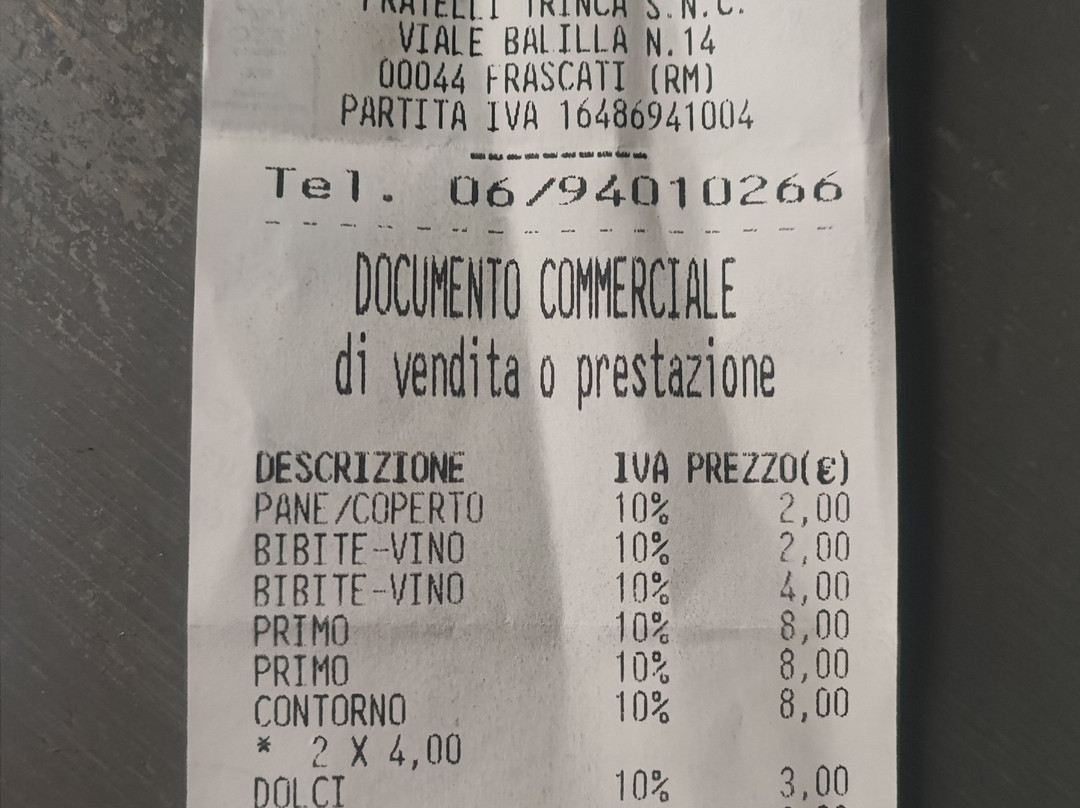 FRATELLI TRINCA S.N.C.
VIALE BALILLA N.14
00044 FRASCATI (RM)
PARTITA IVA 16486941004
----------
Tel. 06/94010266
- - - - - - - - - - - - - - - -
DOCUMENTO COMMERCIALE
di vendita o prestazione
DESCRIZIONE IVA PREZZO(€)
PANE/COPERTO 10% 2,00
BIBITE-VINO 10% 2,00
BIBITE-VINO 10% 4,00
PRIMO 10% 8,00
PRIMO 10% 8,00
CONTORNO 10% 8,00
* 2 X 4,00
DOLCI 10% 3,00